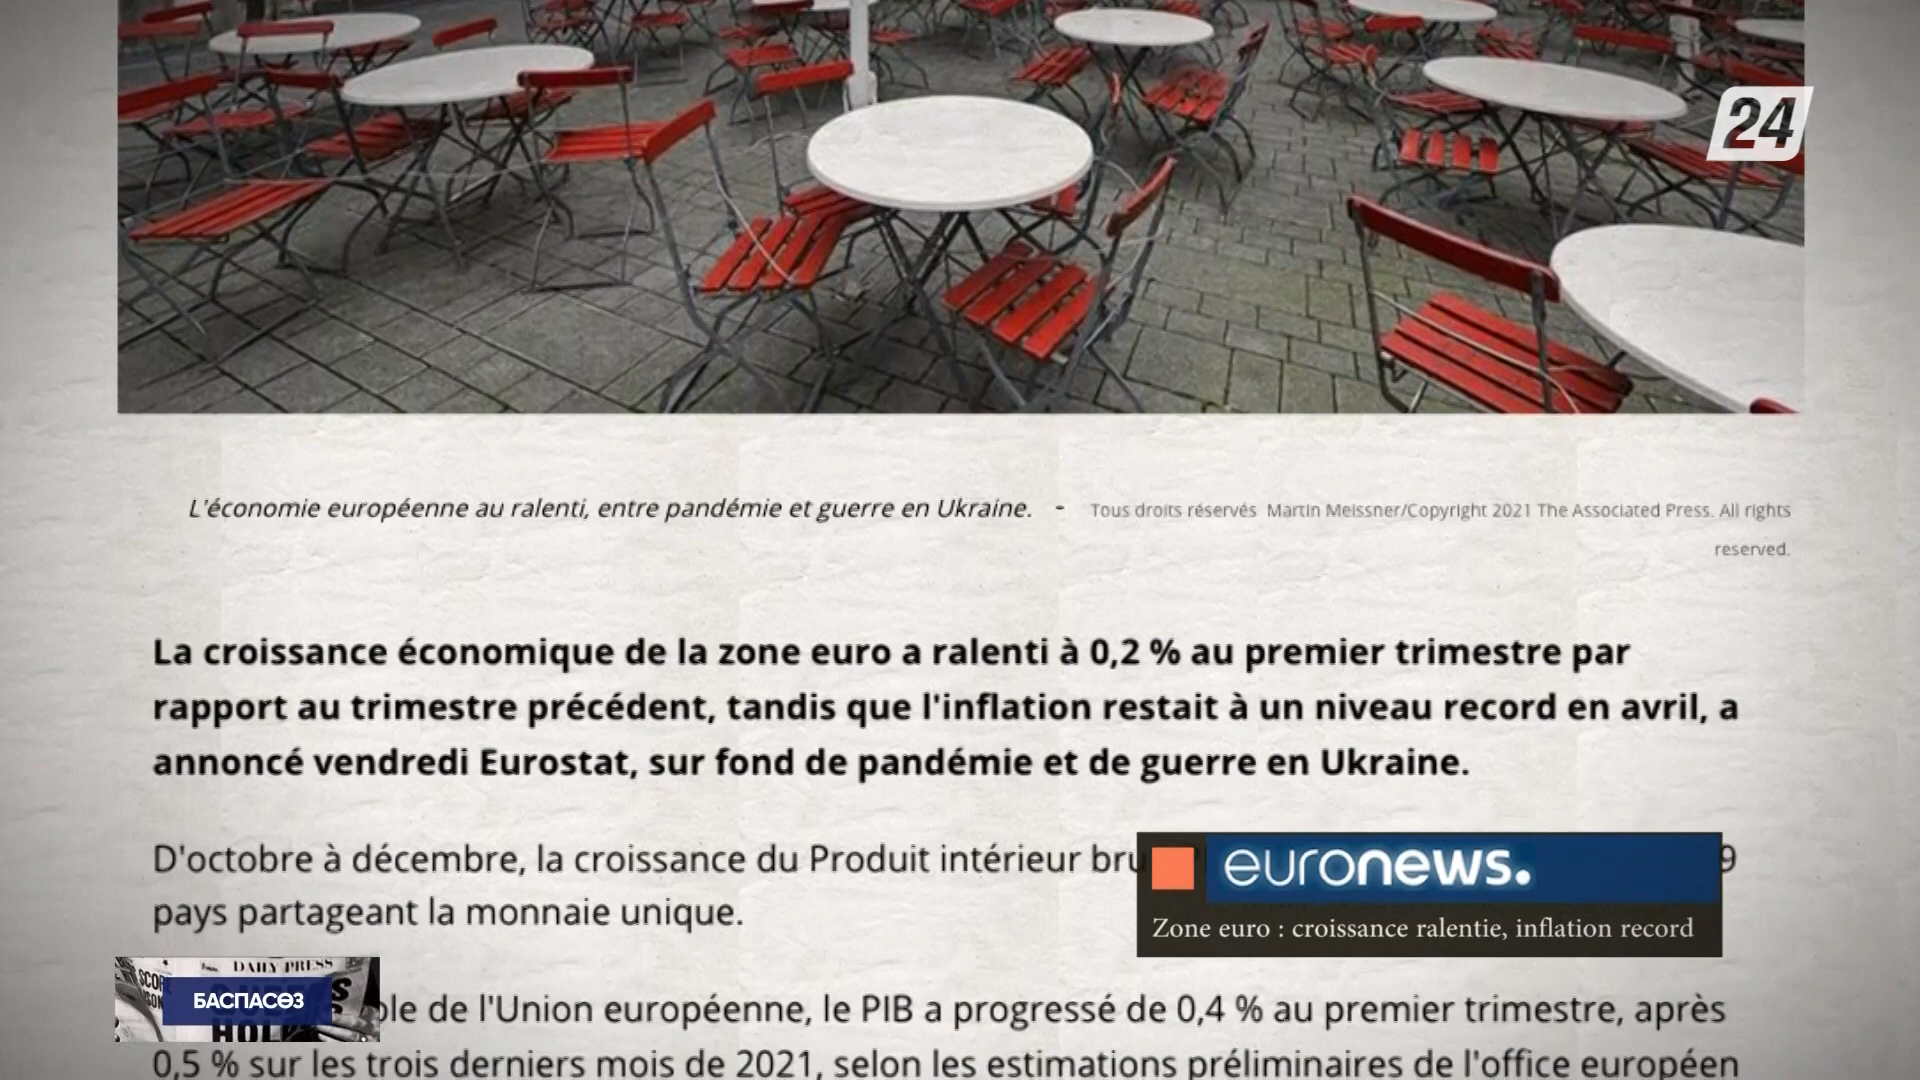 24
L'économie européenne au ralenti, entre pandémie et guerre en Ukraine. - Tous droits réservés Martin Meissner/Copyright 2021 The Associated Press. All rights
reserved.
La croissance économique de la zone euro a ralenti à 0,2 % au premier trimestre par
rapport au trimestre précédent, tandis que l'inflation restait à un niveau record en avril, a
annoncé vendredi Eurostat, sur fond de pandémie et de guerre en Ukraine.
D'octobre à décembre, la croissance du Produit intérieur bru 9
pays partageant la monnaie unique.
euronews.
Zone euro : croissance ralentie, inflation record
DAILY PRESS
БАСПАСӨЗ
ble de l'Union européenne, le PIB a progressé de 0,4 % au premier trimestre, après
0,5 % sur les trois derniers mois de 2021, selon les estimations préliminaires de l'office européen